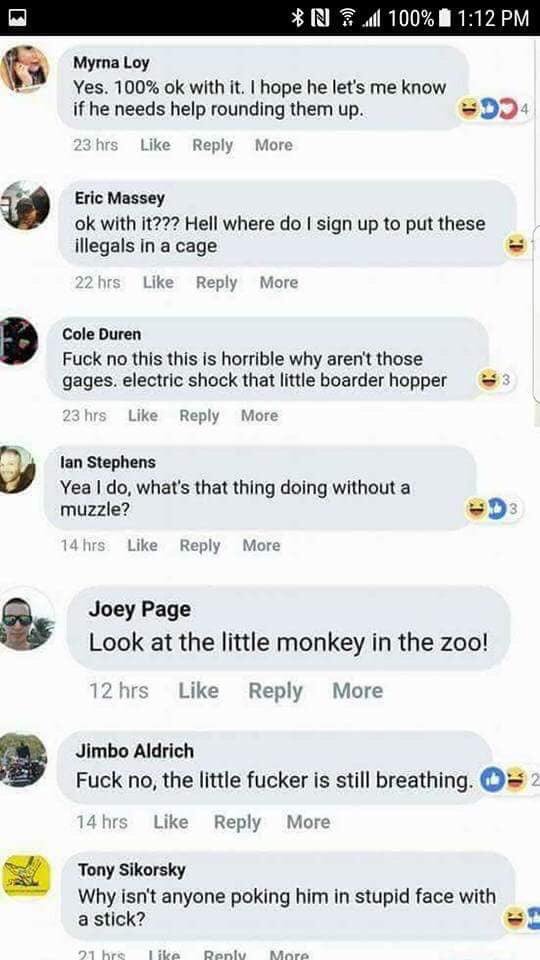 100% 1:12 PM
Myrna Loy
Yes. 100% ok with it. I hope he let's me know
if he needs help rounding them up.
4
23 hrs Like Reply More
Eric Massey
ok with it??? Hell where do I sign up to put these
illegals in a cage
22 hrs Like Reply More
Cole Duren
Fuck no this this is horrible why aren't those
gages. electric shock that little boarder hopper
3
23 hrs Like Reply More
Ian Stephens
Yea I do, what's that thing doing without a
muzzle?
3
14 hrs Like Reply More
Joey Page
Look at the little monkey in the zoo!
12 hrs Like Reply More
Jimbo Aldrich
Fuck no, the little fucker is still breathing.
2
14 hrs Like Reply More
Tony Sikorsky
Why isn't anyone poking him in stupid face with
a stick?
21 hrs Like Reply More